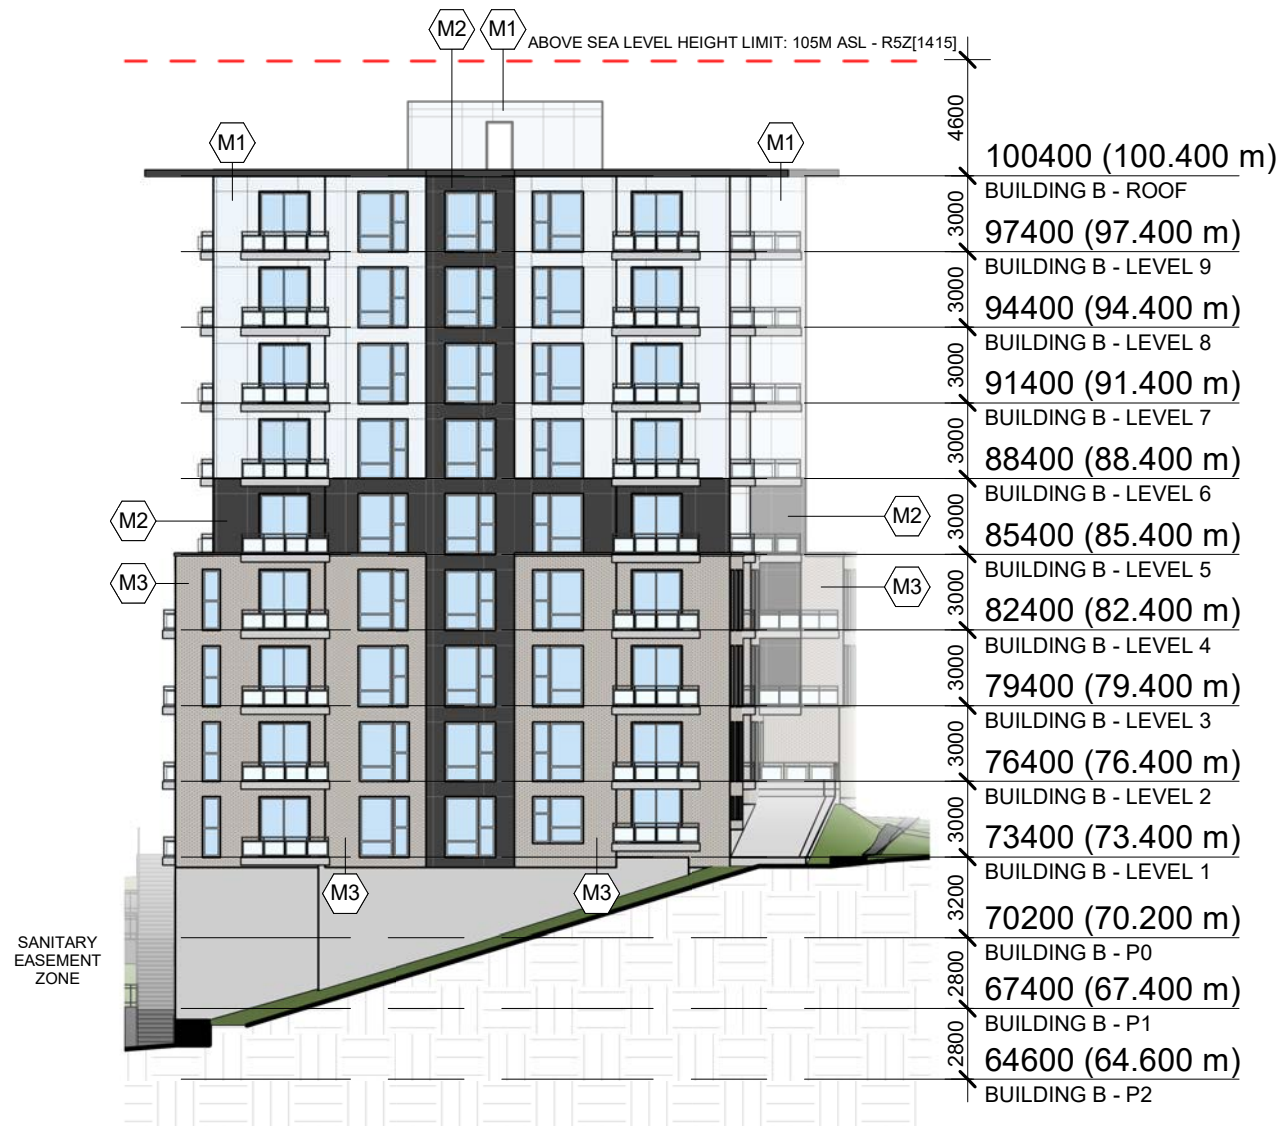 M2
M1
ABOVE SEA LEVEL HEIGHT LIMIT: 105M ASL - R5Z[1415]
4600
M1
M1
100400 (100.400 m)
BUILDING B - ROOF
3000
97400 (97.400 m)
BUILDING B - LEVEL 9
3000
94400 (94.400 m)
BUILDING B - LEVEL 8
3000
91400 (91.400 m)
BUILDING B - LEVEL 7
3000
88400 (88.400 m)
BUILDING B - LEVEL 6
M2
M2
3000
85400 (85.400 m)
BUILDING B - LEVEL 5
M3
M3
3000
82400 (82.400 m)
BUILDING B - LEVEL 4
3000
79400 (79.400 m)
BUILDING B - LEVEL 3
3000
76400 (76.400 m)
BUILDING B - LEVEL 2
3000
73400 (73.400 m)
BUILDING B - LEVEL 1
M3
M3
3200
70200 (70.200 m)
BUILDING B - P0
SANITARY
EASEMENT
ZONE
2800
67400 (67.400 m)
BUILDING B - P1
2800
64600 (64.600 m)
BUILDING B - P2